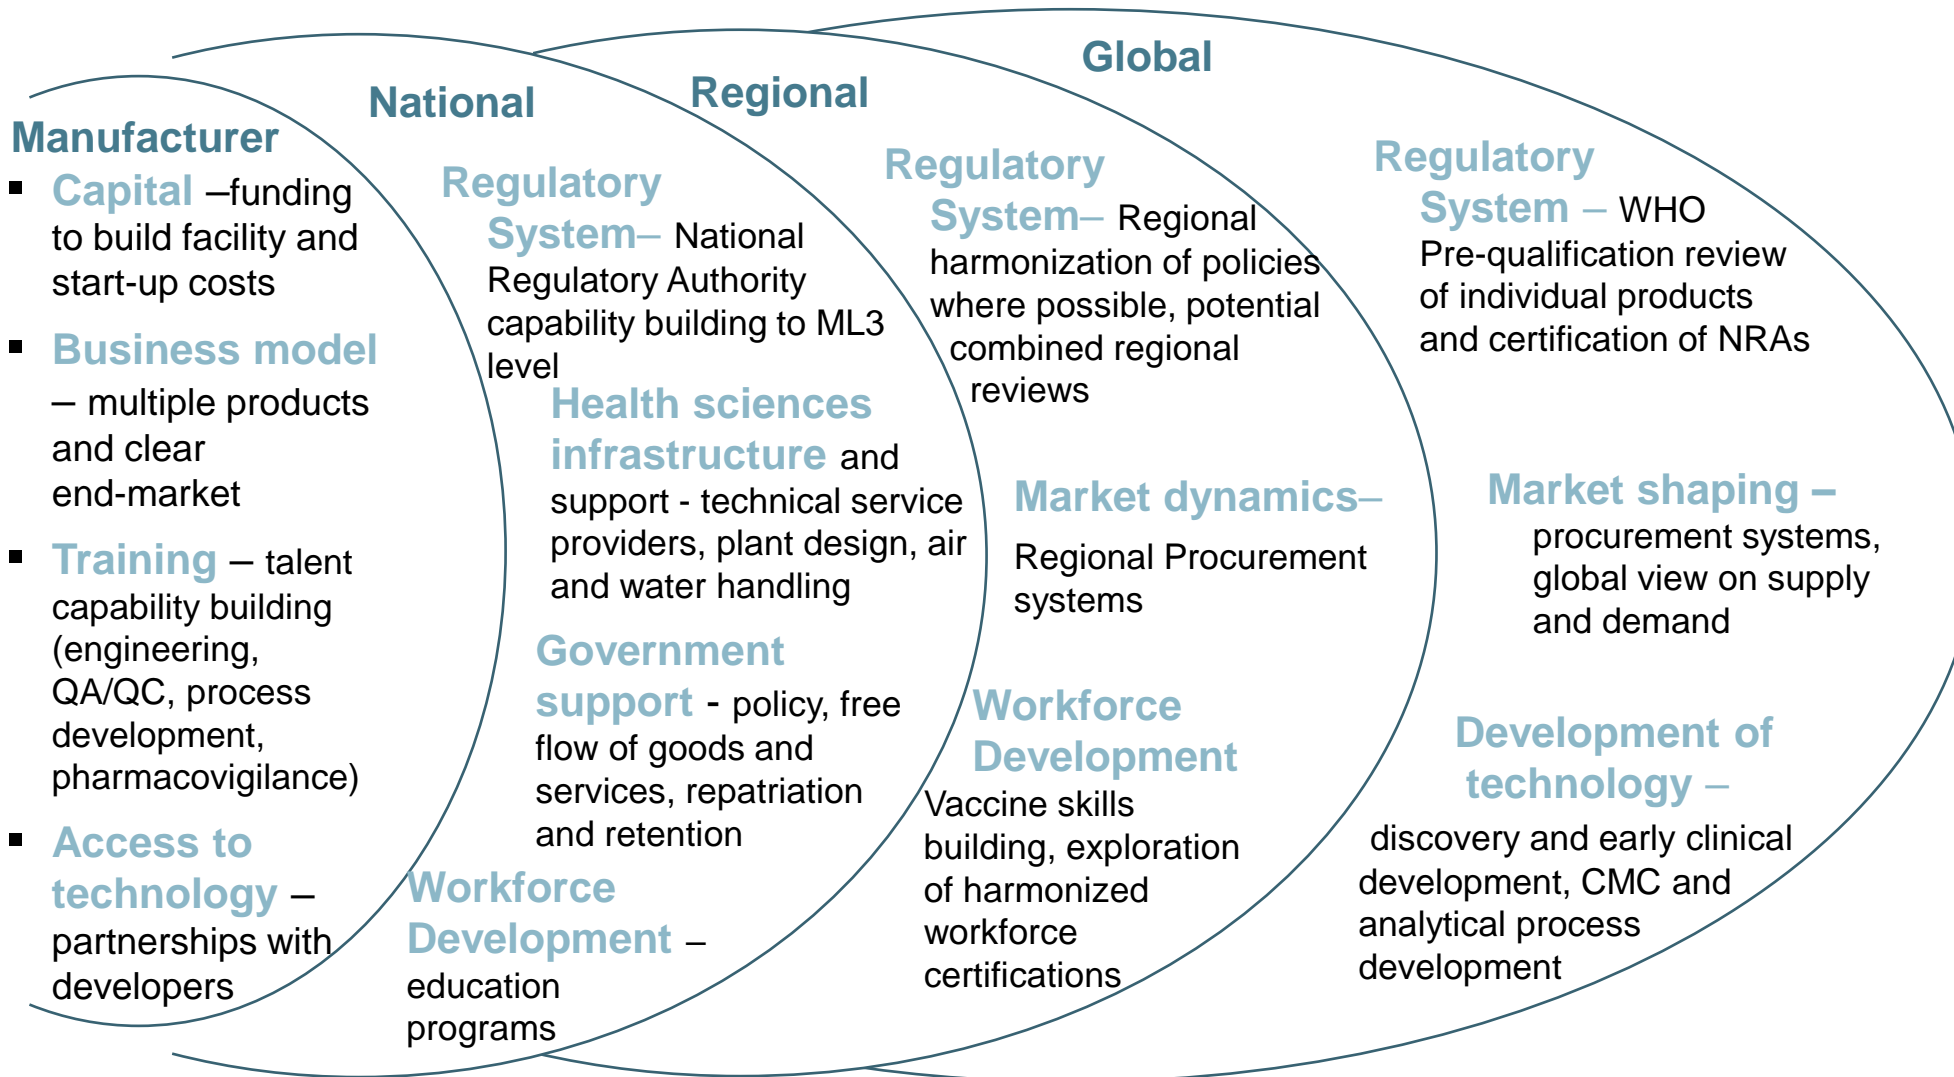 Manufacturer
▪ Capital –funding
to build facility and
start-up costs
▪ Business model
– multiple products
and clear
end-market
▪ Training – talent
capability building
(engineering,
QA/QC, process
development,
pharmacovigilance)
▪ Access to
technology –
partnerships with
developers
National
Regulatory
System– National
Regulatory Authority
capability building to ML3
level
Health sciences
infrastructure and
support - technical service
providers, plant design, air
and water handling
Government
support - policy, free
flow of goods and
services, repatriation
and retention
Workforce
Development –
education
programs
Regional
Regulatory
System– Regional
harmonization of policies
where possible, potential
combined regional
reviews
Market dynamics–
Regional Procurement
systems
Workforce
Development
Vaccine skills
building, exploration
of harmonized
workforce
certifications
Global
Regulatory
System – WHO
Pre-qualification review
of individual products
and certification of NRAs
Market shaping –
procurement systems,
global view on supply
and demand
Development of
technology –
discovery and early clinical
development, CMC and
analytical process
development